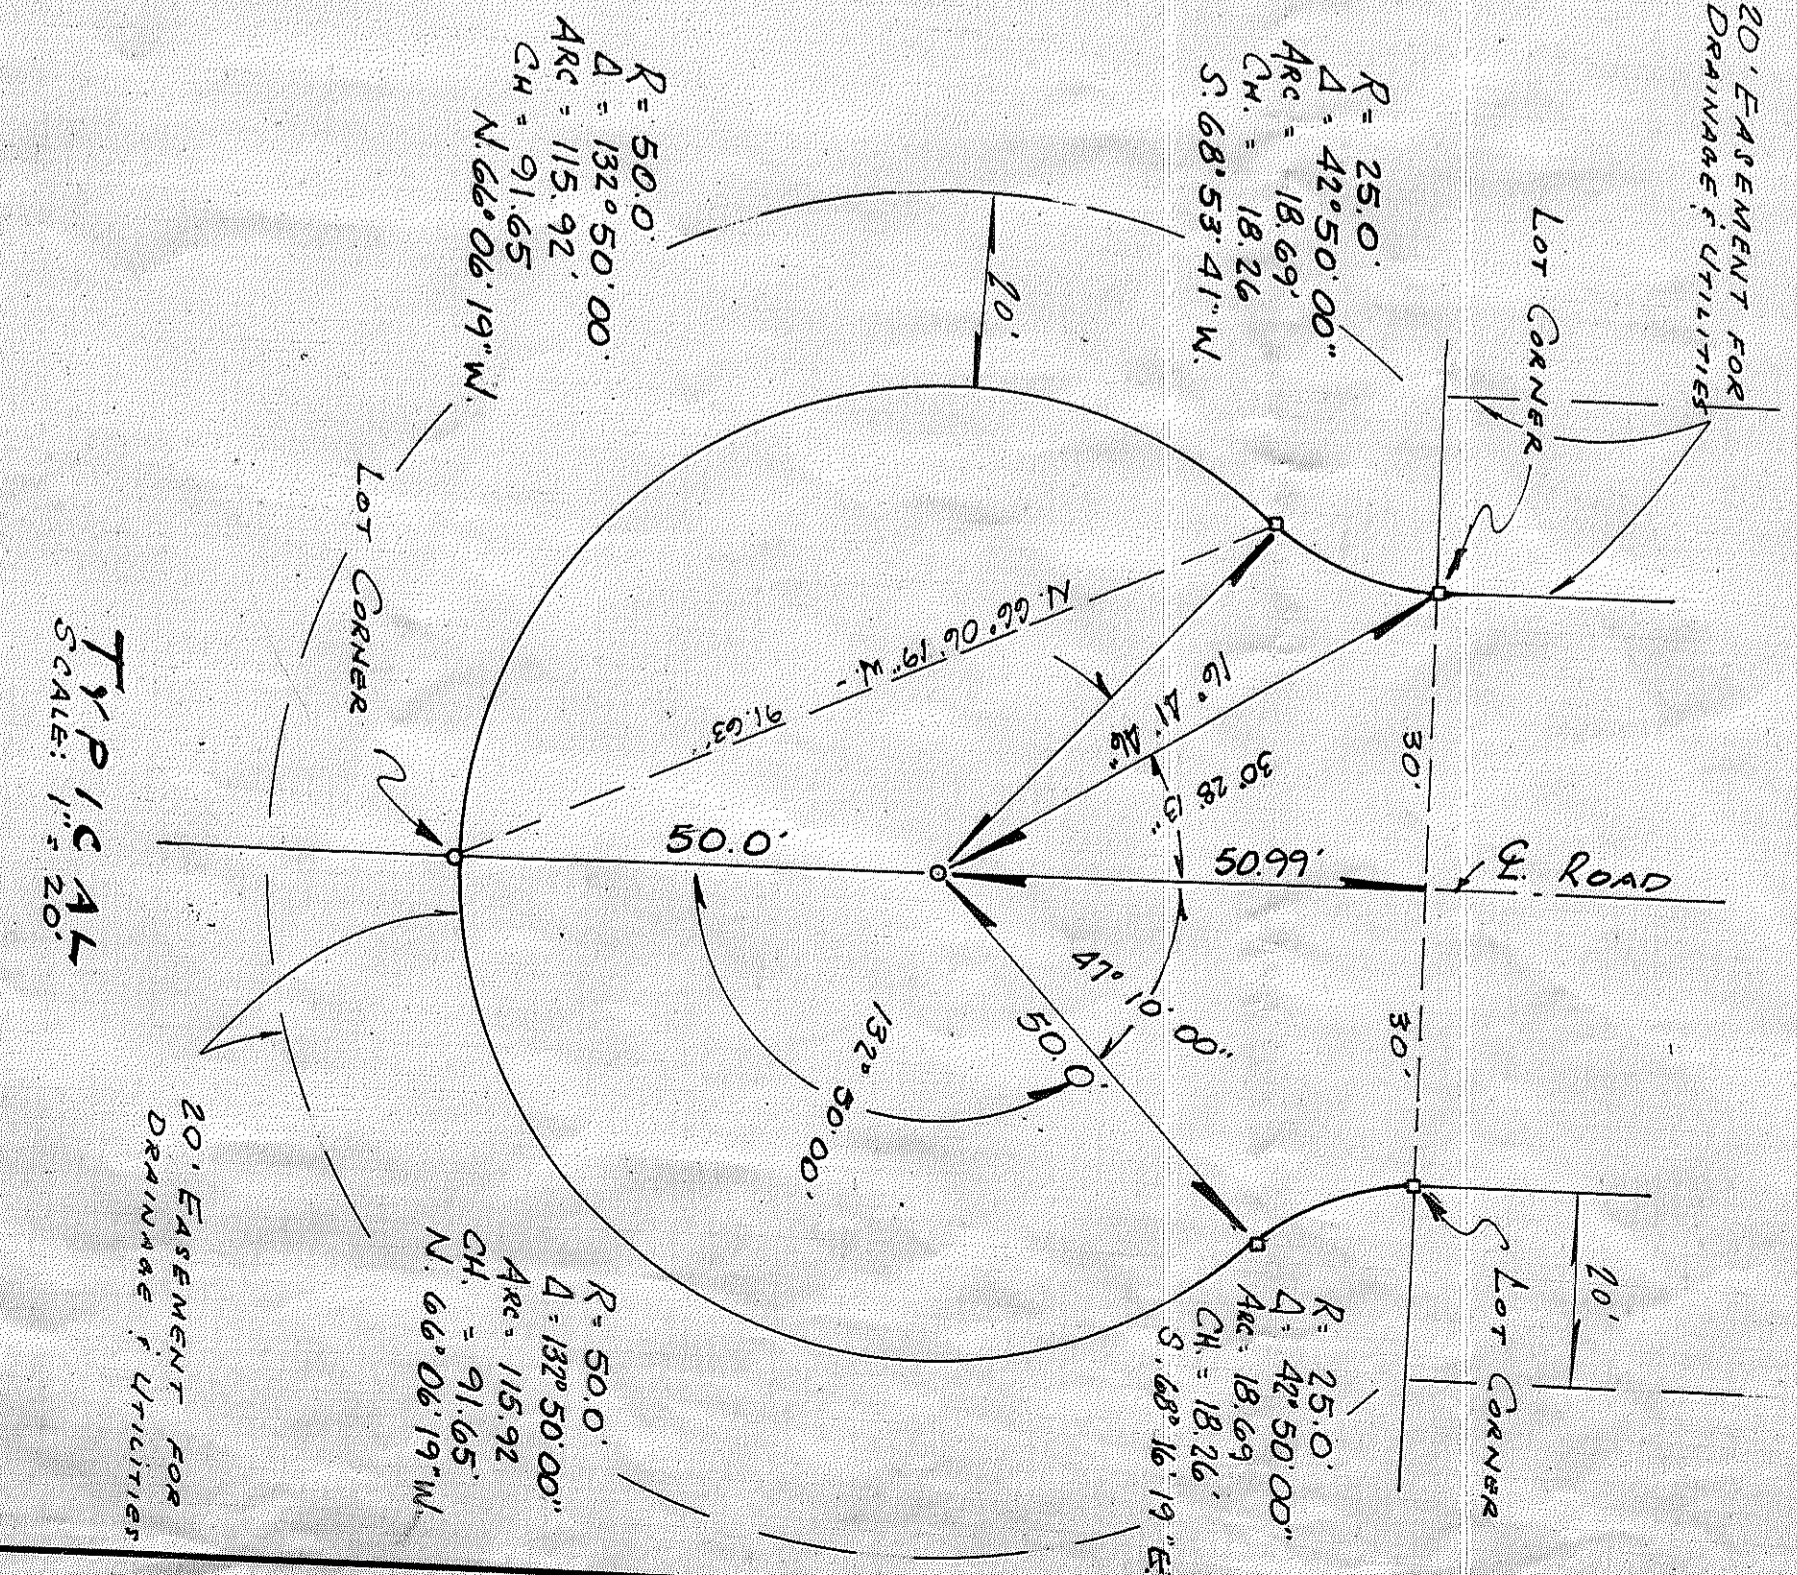 20' EASEMENT FOR
DRAINAGE & UTILITIES
LOT CORNER
R= 25.0'
Δ = 42°50'00"
ARC = 18.69'
CH. = 18.26
S. 68°53'41" W.
R= 50.0'
Δ = 132°50'00"
ARC = 115.92'
CH = 91.65
N. 66°06'19" W.
20'
LOT CORNER
N. 66°06'19" W.
91.63'
16° 41' 46"
30°28'13"
30'
30'
50.0'
50.99'
℄ ROAD
47° 10' 00"
50.0'
132° 50'00"
20'
LOT CORNER
R= 25.0'
Δ= 42°50'00"
ARC= 18.69
CH. = 18.26'
S. 68°16'19" E.
R= 50.0'
Δ= 132°50'00"
ARC= 115.92
CH. = 91.65'
N. 66°06'19" W.
20' EASEMENT FOR
DRAINAGE & UTILITIES
TYPICAL
SCALE: 1"= 20'